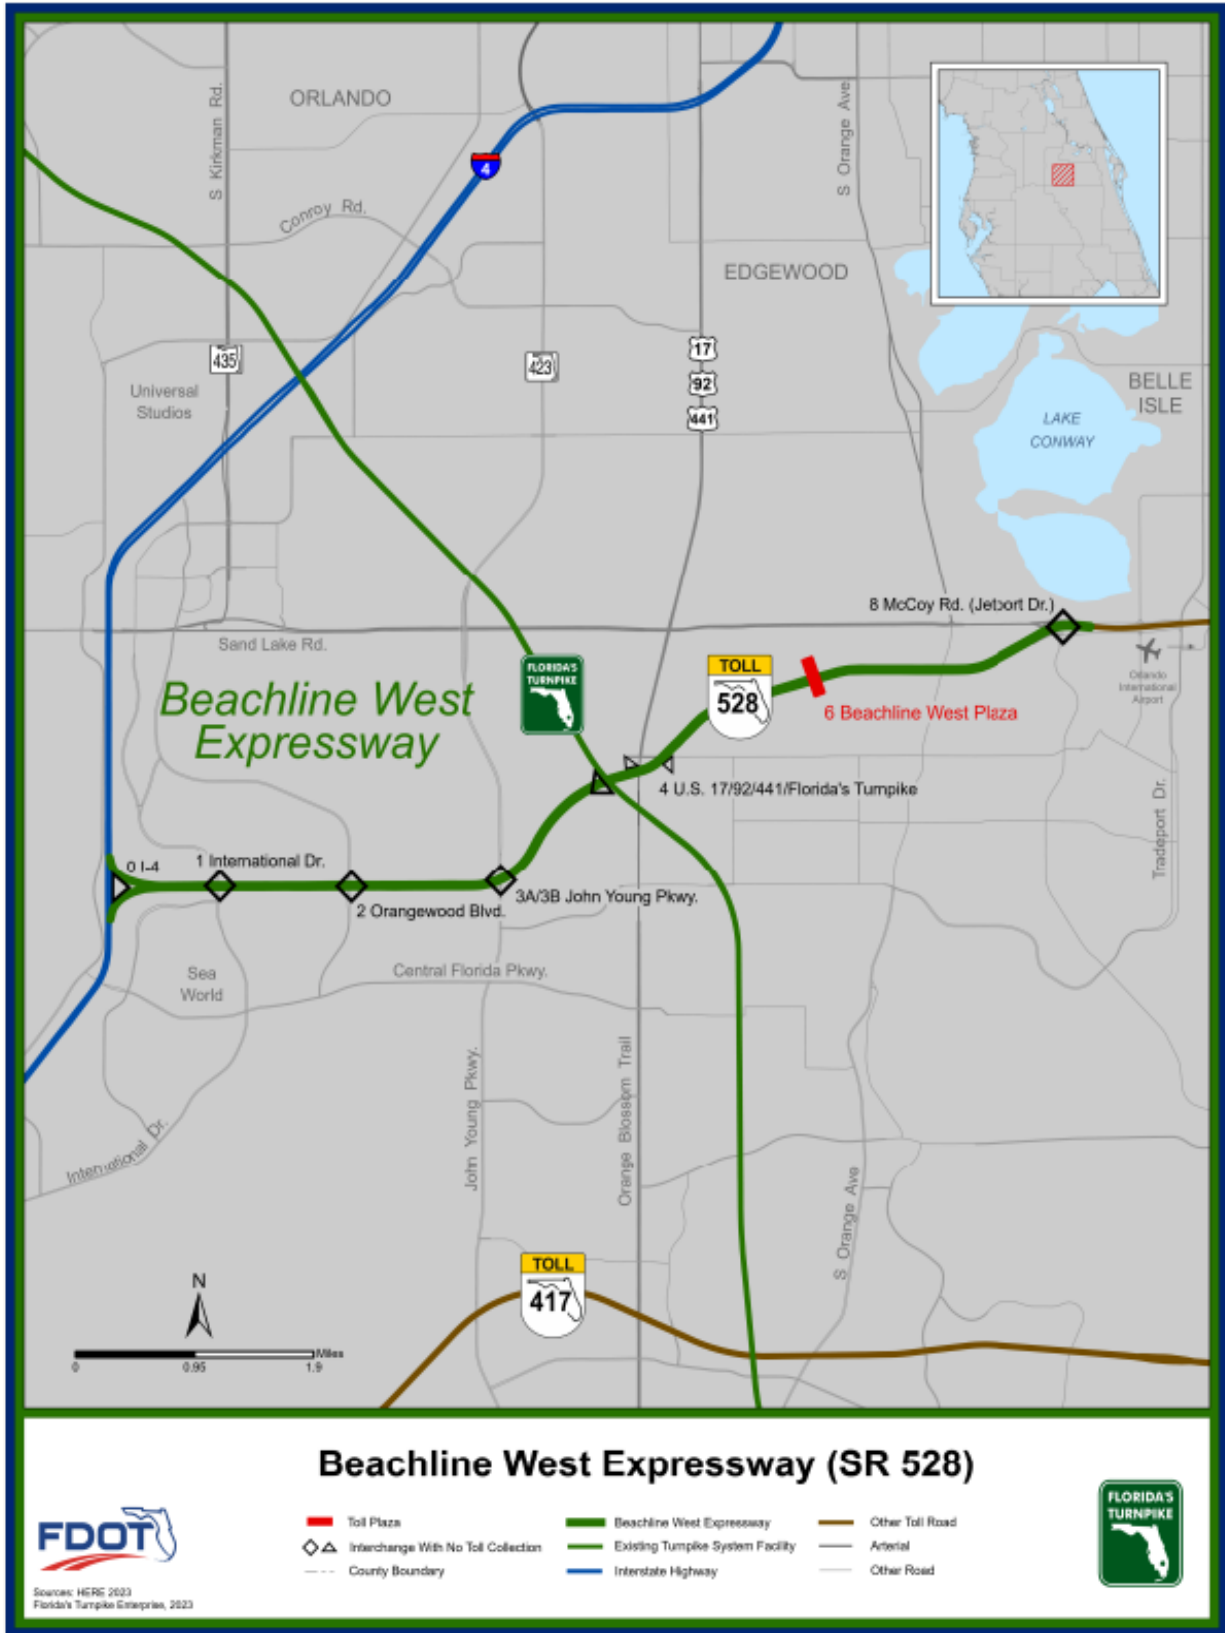 ORLANDO
S Kirkman Rd.
Conroy Rd.
4
S Orange Ave
EDGEWOOD
435
423
17
92
441
Universal
Studios
BELLE
ISLE
LAKE
CONWAY
8 McCoy Rd. (Jetport Dr.)
Sand Lake Rd.
FLORIDA'S
TURNPIKE
TOLL
528
Orlando
International
Airport
Beachline West
Expressway
6 Beachline West Plaza
4 U.S. 17/92/441/Florida's Turnpike
Tradeport Dr.
0 I-4
1 International Dr.
2 Orangewood Blvd.
3A/3B John Young Pkwy.
Sea
World
Central Florida Pkwy.
John Young Pkwy.
Orange Blossom Trail
International Dr.
S Orange Ave
TOLL
417
N
Miles
0 0.95 1.9
Beachline West Expressway (SR 528)
FDOT
Sources: HERE 2023
Florida's Turnpike Enterprise, 2023
Toll Plaza
Interchange With No Toll Collection
County Boundary
Beachline West Expressway
Existing Turnpike System Facility
Interstate Highway
Other Toll Road
Arterial
Other Road
FLORIDA'S
TURNPIKE